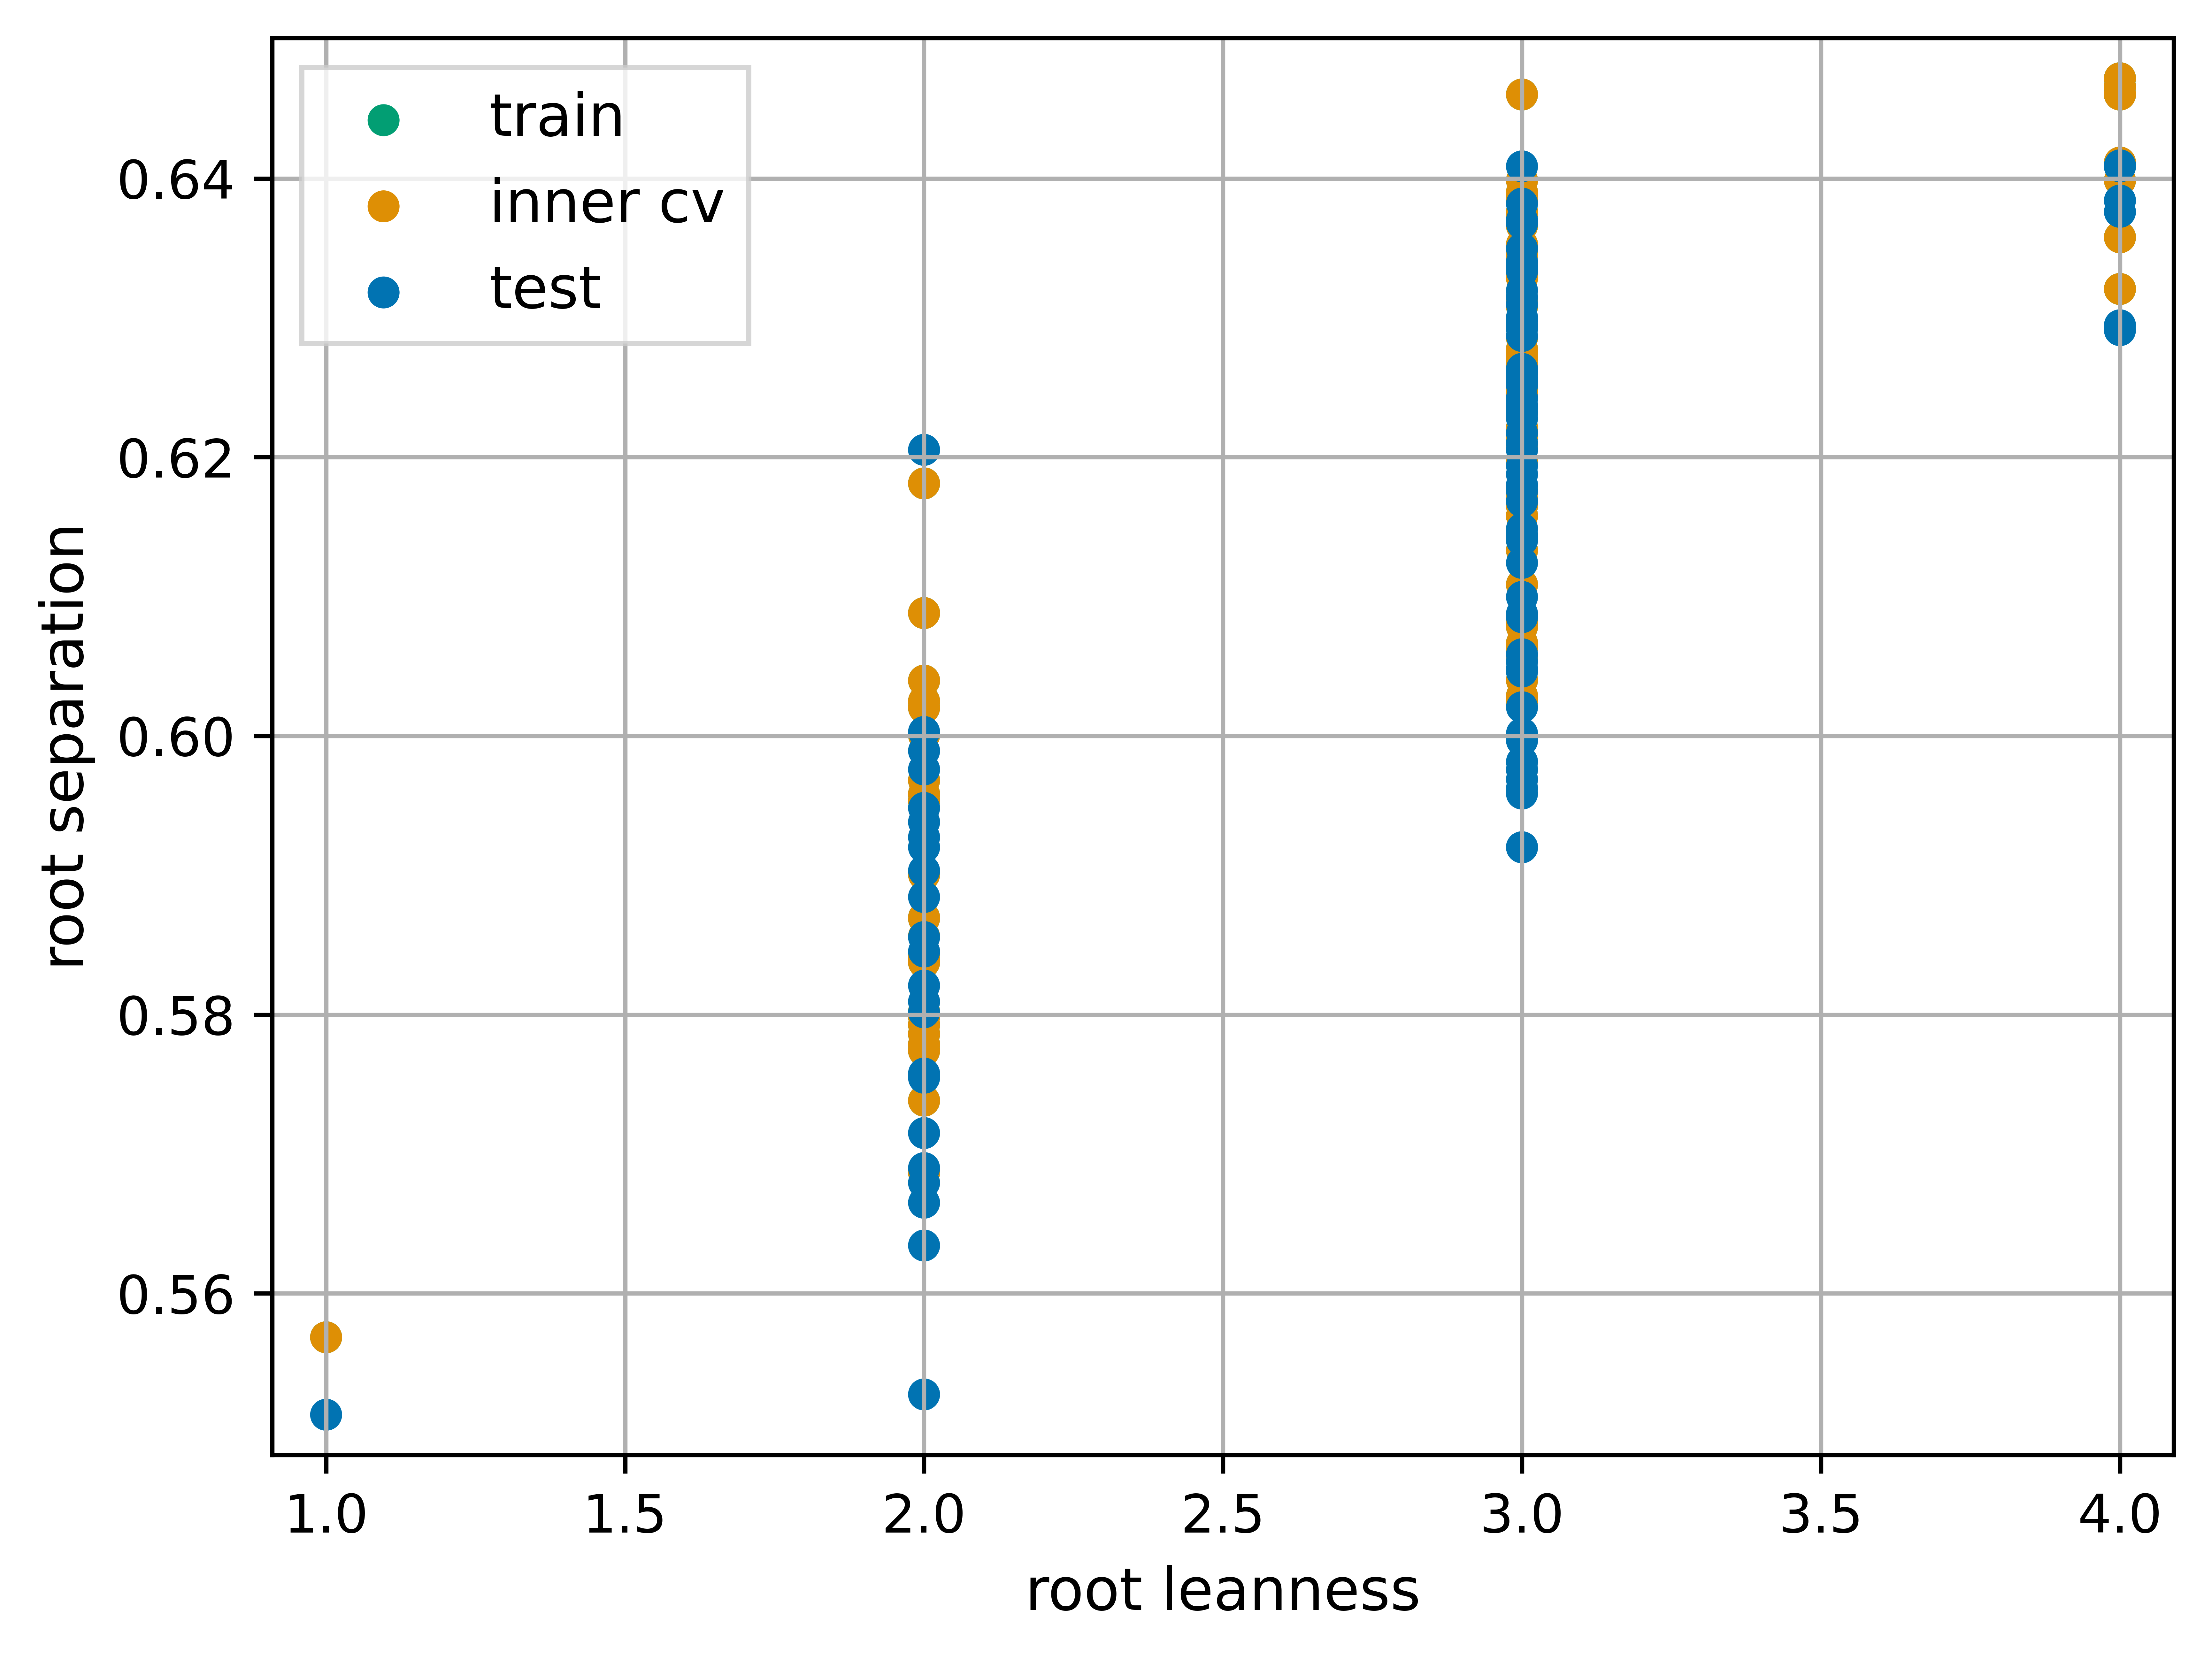 train
inner cv
test
0.64
0.62
0.60
0.58
0.56
root separation
1.0 1.5 2.0 2.5 3.0 3.5 4.0
root leanness